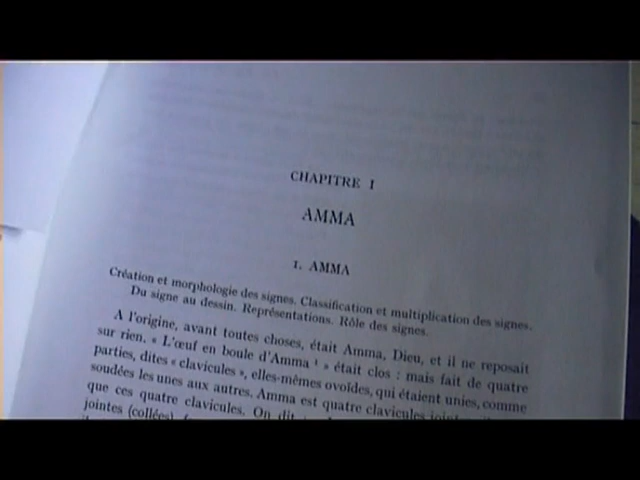 CHAPITRE I
AMMA
1. AMMA
Création et morphologie des signes. Classification et multiplication des signes.
Du signe au dessin. Représentations. Rôle des signes.
A l'origine, avant toutes choses, était Amma, Dieu, et il ne reposait
sur rien. « L'œuf en boule d'Amma ¹ » était clos : mais fait de quatre
parties, dites « clavicules », elles-mêmes ovoïdes, qui étaient unies, comme
soudées les unes aux autres. Amma est quatre clavicules
que ces quatre clavicules. On dit
jointes (collées)